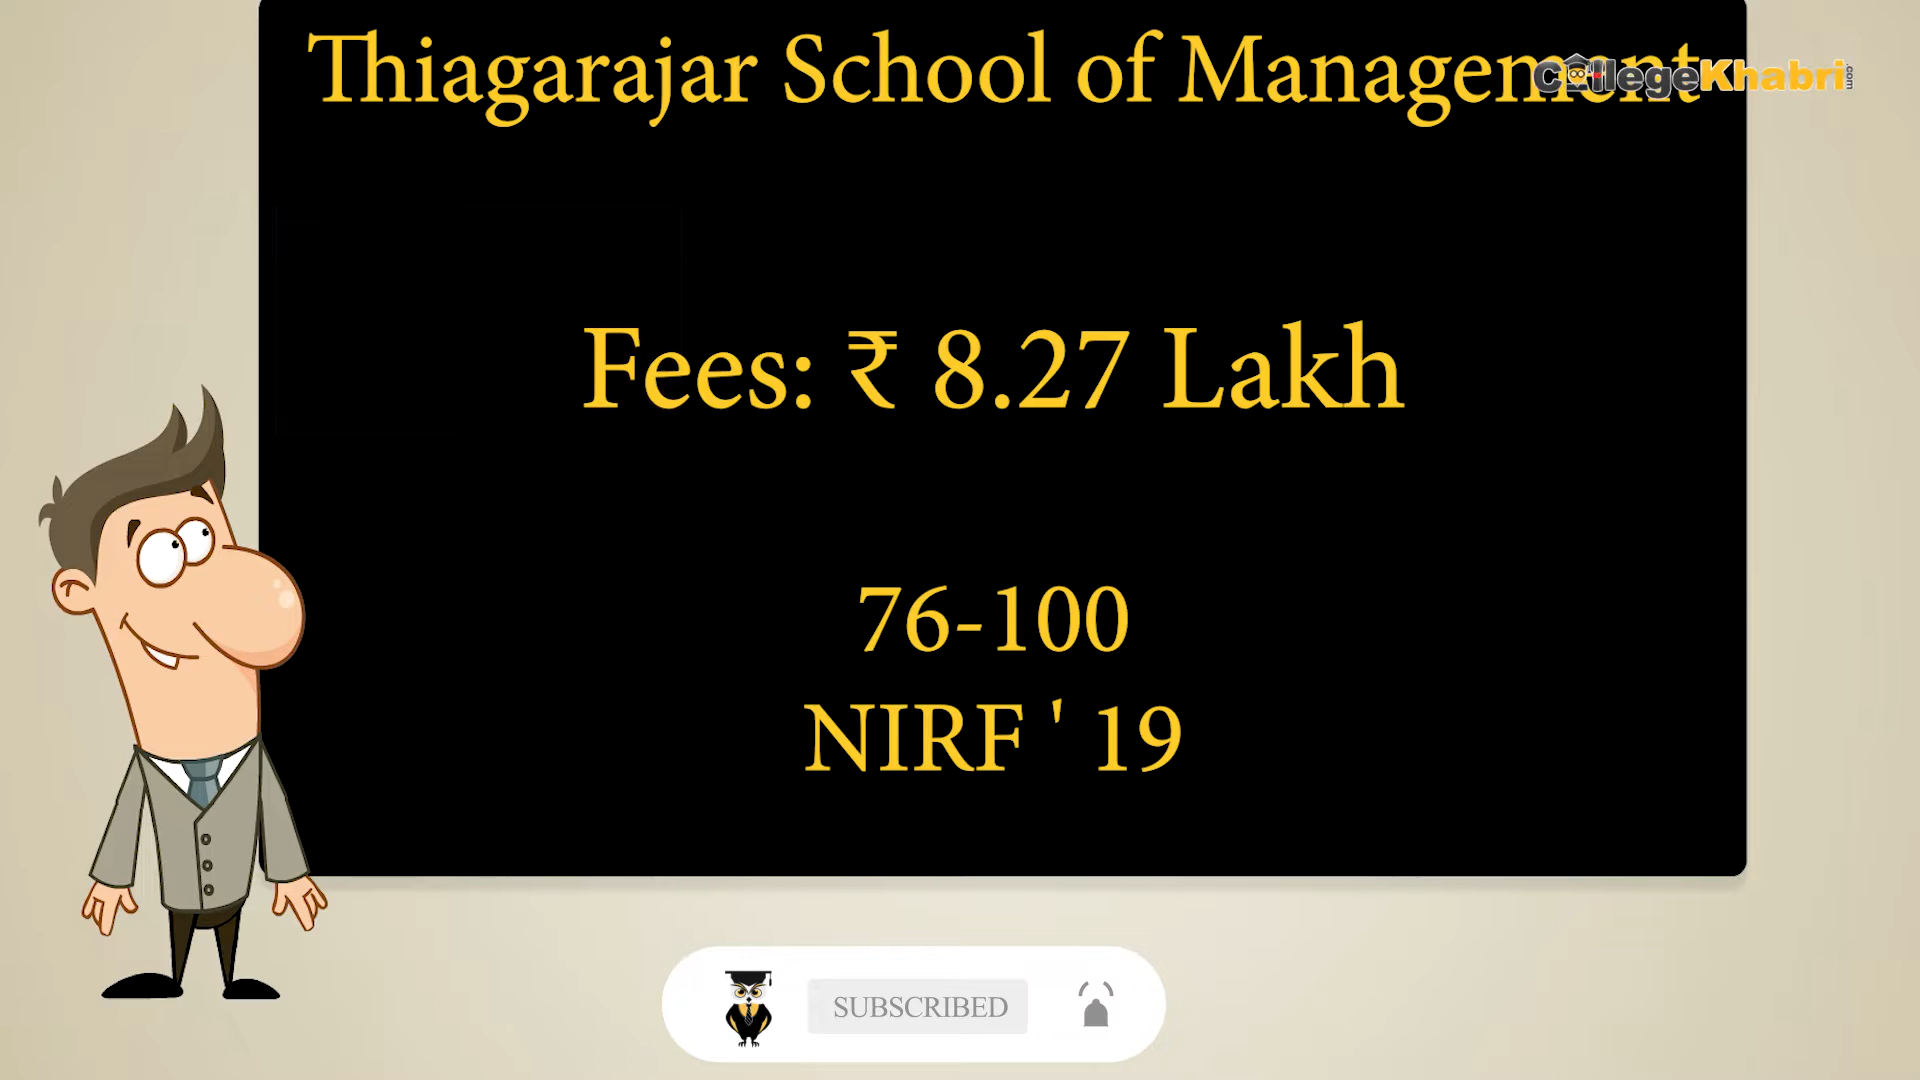 Thiagarajar School of Management
CollegeKhabri.com
Fees: ₹ 8.27 Lakh
76-100
NIRF ' 19
SUBSCRIBED